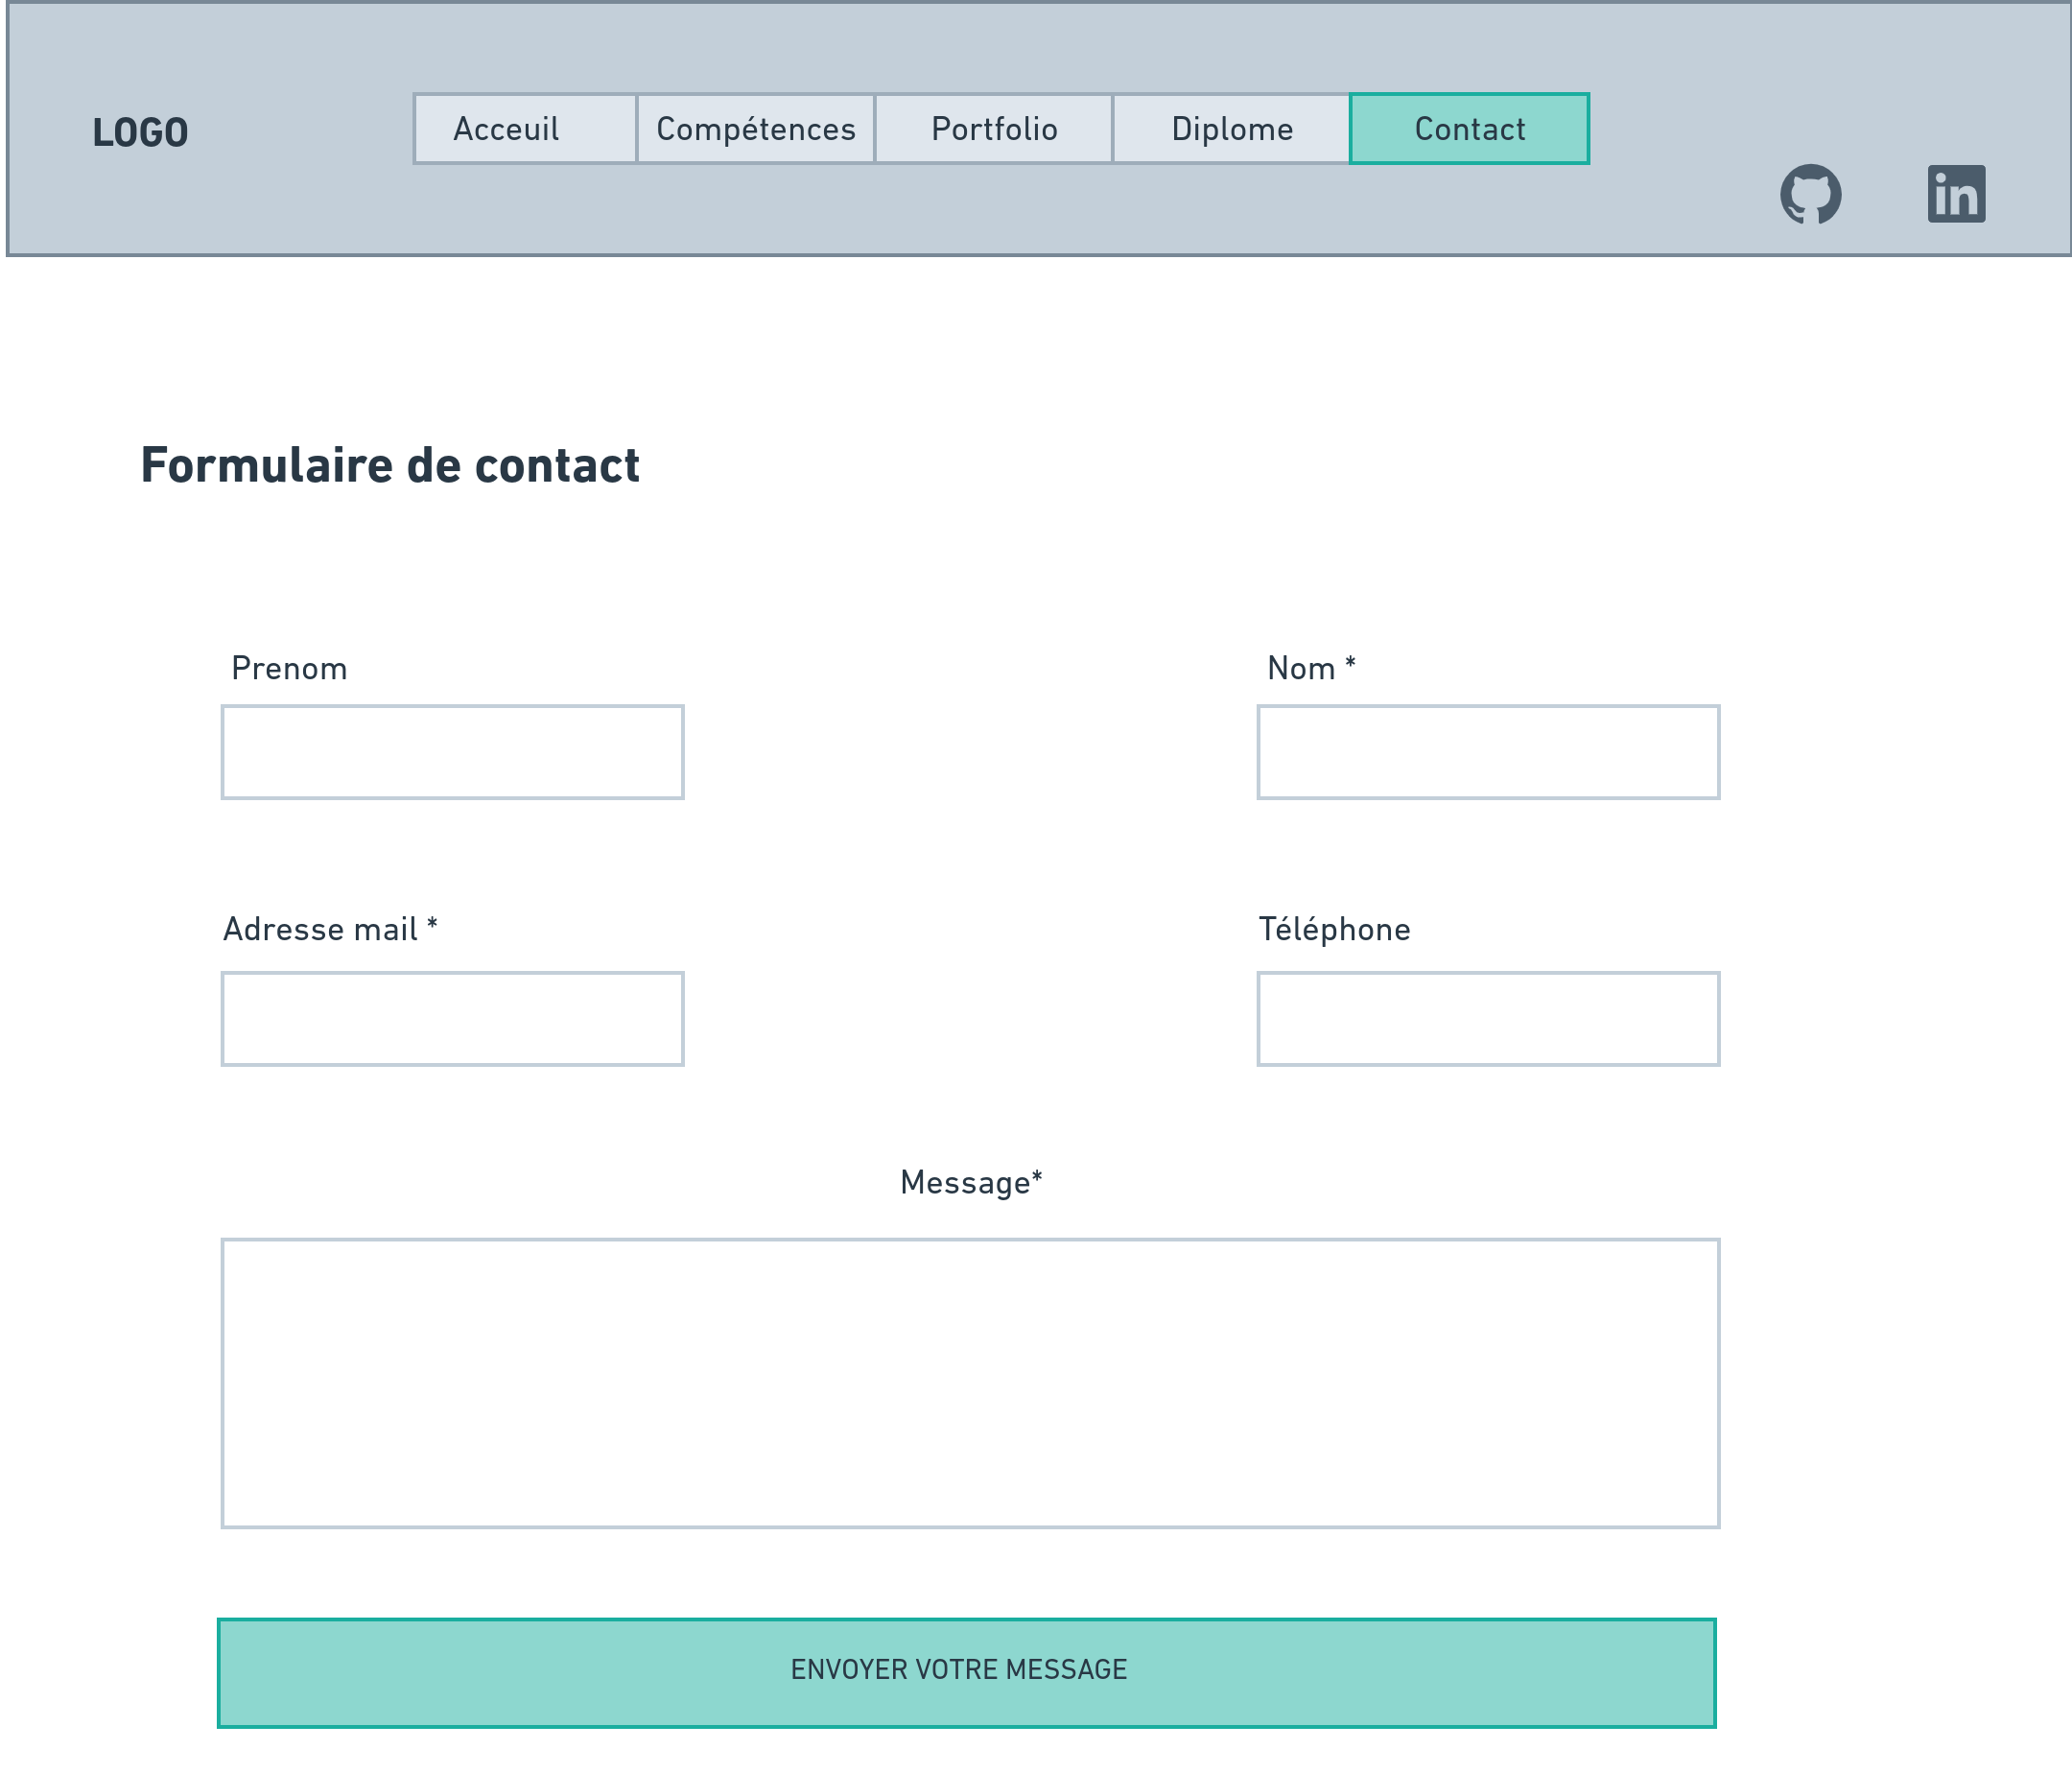 LOGO
Acceuil
Compétences
Portfolio
Diplome
Contact
in
Formulaire de contact
Prenom
Nom *
Adresse mail *
Téléphone
Message*
ENVOYER VOTRE MESSAGE